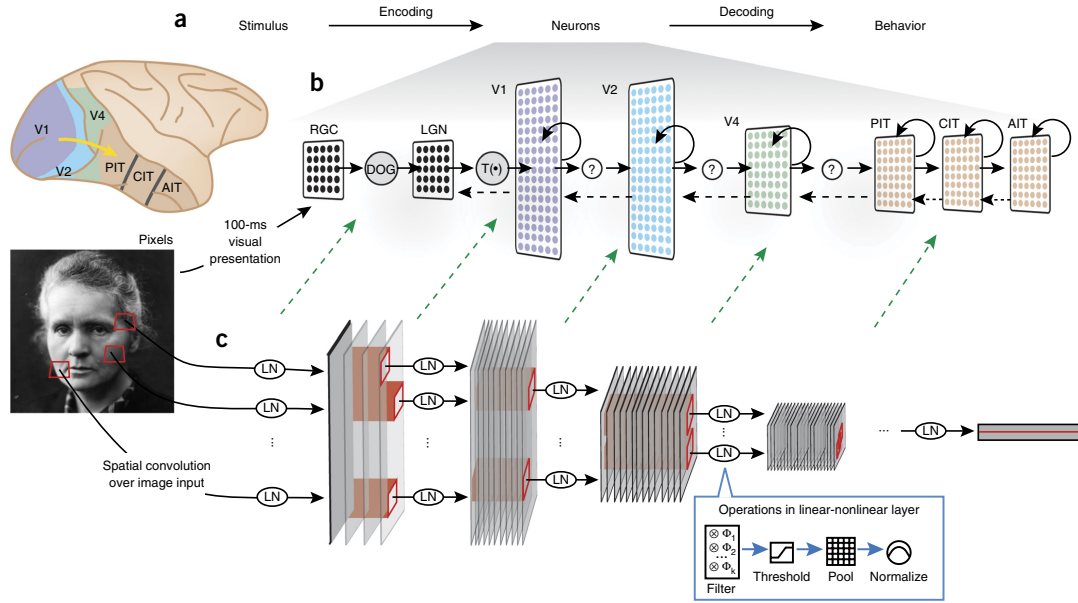 a
Stimulus
Encoding
Neurons
Decoding
Behavior
b
V1
V2
V4
PIT
CIT
AIT
RGC
LGN
DOG
T(•)
?
?
?
V1
V2
V4
PIT
CIT
AIT
100-ms
visual
presentation
Pixels
c
LN
LN
...
LN
LN
LN
...
LN
LN
LN
...
LN
LN
...
LN
...
LN
Spatial convolution
over image input
Operations in linear-nonlinear layer
⊗ Φ1
⊗ Φ2
...
⊗ Φk
Filter
Threshold
Pool
Normalize